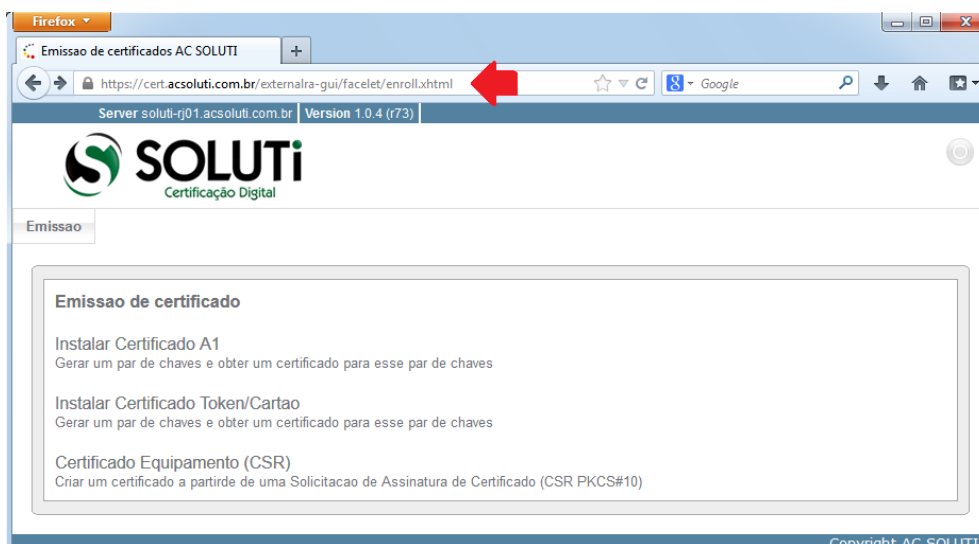 Firefox
Emissao de certificados AC SOLUTI
https://cert.acsoluti.com.br/externalra-gui/facelet/enroll.xhtml
Google
Server soluti-rj01.acsoluti.com.br Version 1.0.4 (r73)
SOLUTi
Certificação Digital
Emissao
Emissao de certificado
Instalar Certificado A1
Gerar um par de chaves e obter um certificado para esse par de chaves
Instalar Certificado Token/Cartao
Gerar um par de chaves e obter um certificado para esse par de chaves
Certificado Equipamento (CSR)
Criar um certificado a partirde de uma Solicitacao de Assinatura de Certificado (CSR PKCS#10)
Copyright AC SOLUTI